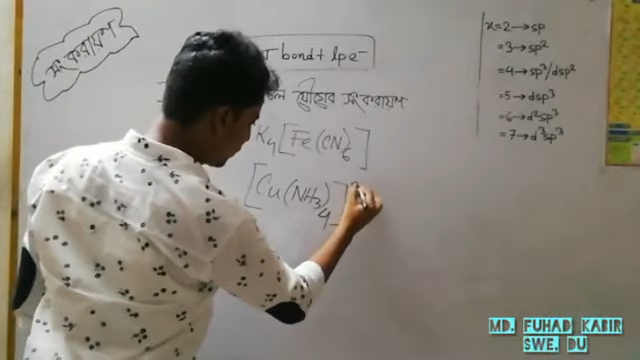 সংকরায়ণ
bond + lp e⁻
যৌগের সংকরায়ণ
K₄[Fe(CN)₆]
[Cu(NH₃)₄]
x=2→sp
=3→sp²
=4→sp³/dsp²
=5→dsp³
=6→d²sp³
=7→d³sp³
MD. FUHAD KABIR
SWE, DU